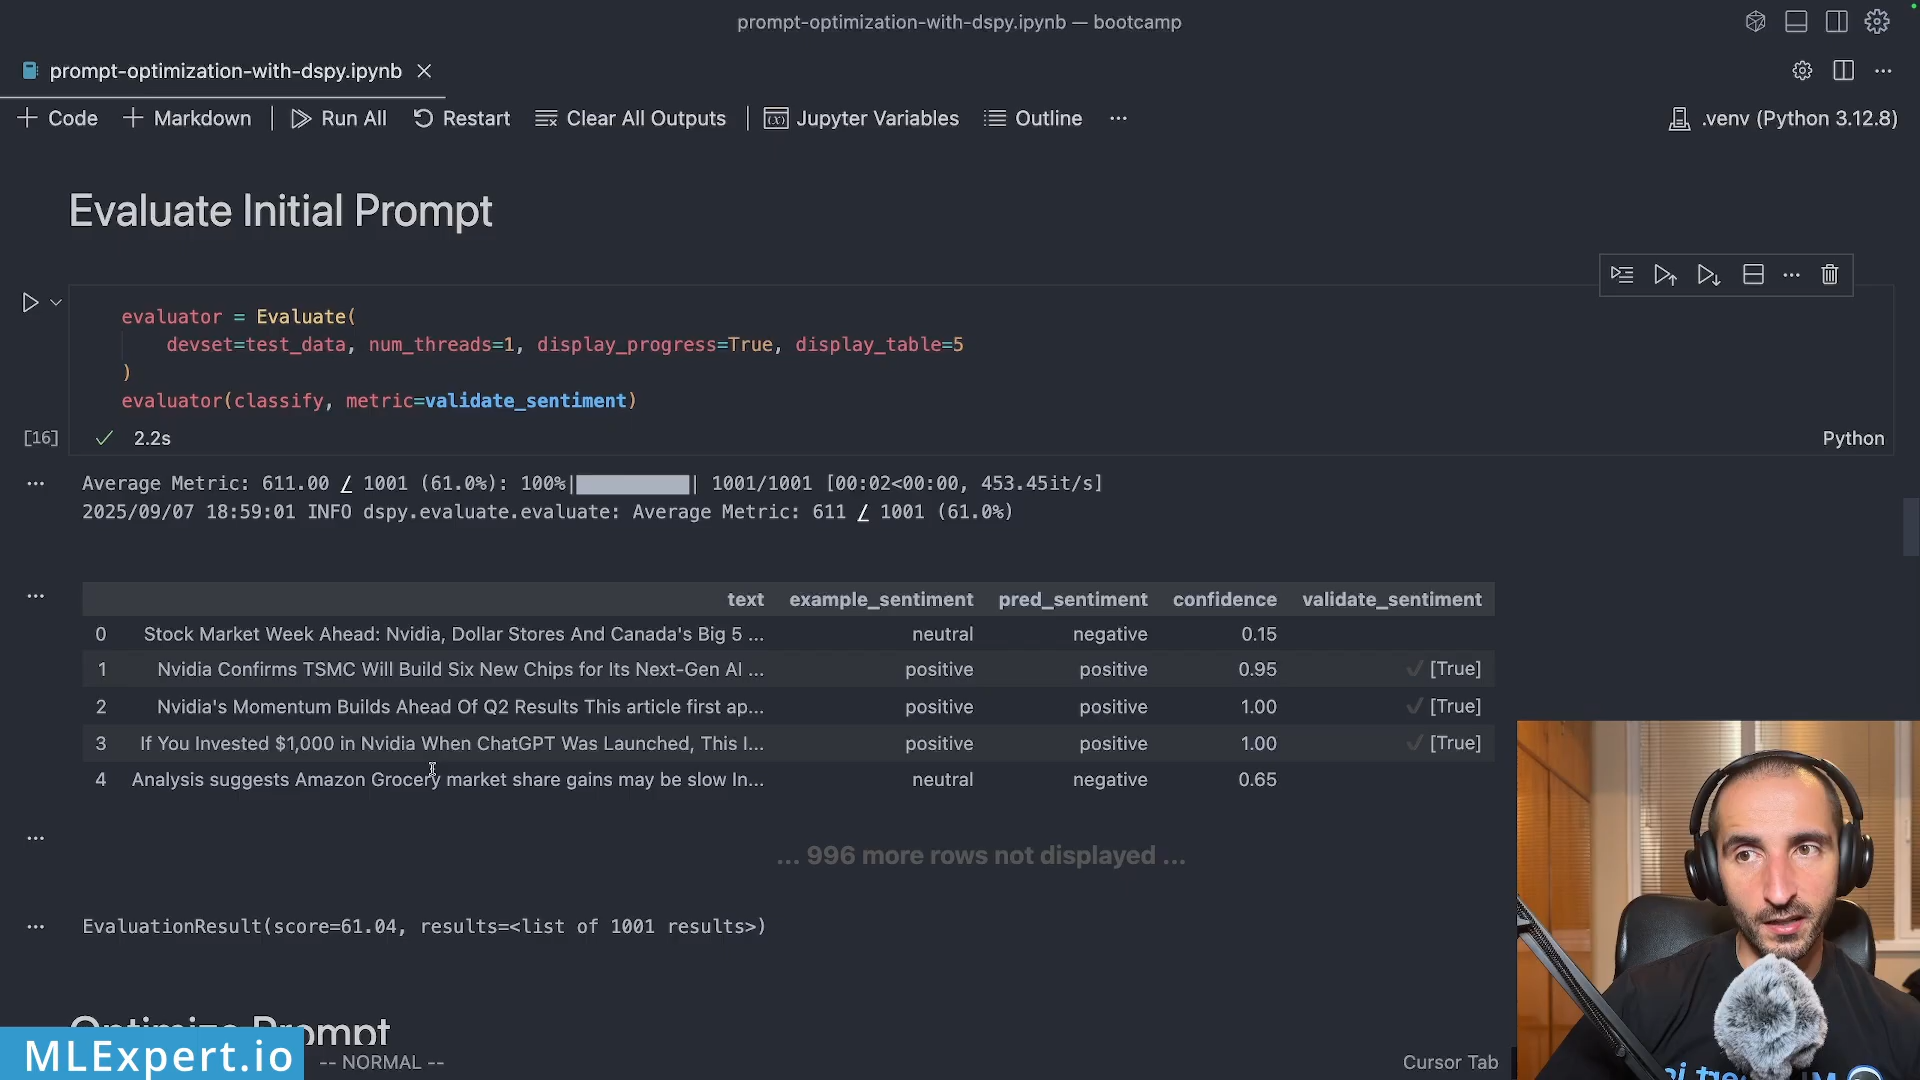 prompt-optimization-with-dspy.ipynb — bootcamp
prompt-optimization-with-dspy.ipynb
Code Markdown Run All Restart Clear All Outputs Jupyter Variables Outline ... .venv (Python 3.12.8)
Evaluate Initial Prompt
evaluator = Evaluate(
devset=test_data, num_threads=1, display_progress=True, display_table=5
)
evaluator(classify, metric=validate_sentiment)
[16] 2.2s Python
Average Metric: 611.00 / 1001 (61.0%): 100%| | 1001/1001 [00:02<00:00, 453.45it/s]
2025/09/07 18:59:01 INFO dspy.evaluate.evaluate: Average Metric: 611 / 1001 (61.0%)
text example_sentiment pred_sentiment confidence validate_sentiment
0 Stock Market Week Ahead: Nvidia, Dollar Stores And Canada's Big 5 ... neutral negative 0.15
1 Nvidia Confirms TSMC Will Build Six New Chips for Its Next-Gen AI ... positive positive 0.95 ✔ [True]
2 Nvidia's Momentum Builds Ahead Of Q2 Results This article first ap... positive positive 1.00 ✔ [True]
3 If You Invested $1,000 in Nvidia When ChatGPT Was Launched, This I... positive positive 1.00 ✔ [True]
4 Analysis suggests Amazon Grocery market share gains may be slow In... neutral negative 0.65
... 996 more rows not displayed ...
EvaluationResult(score=61.04, results=<list of 1001 results>)
Optimize Prompt
MLExpert.io -- NORMAL -- Cursor Tab